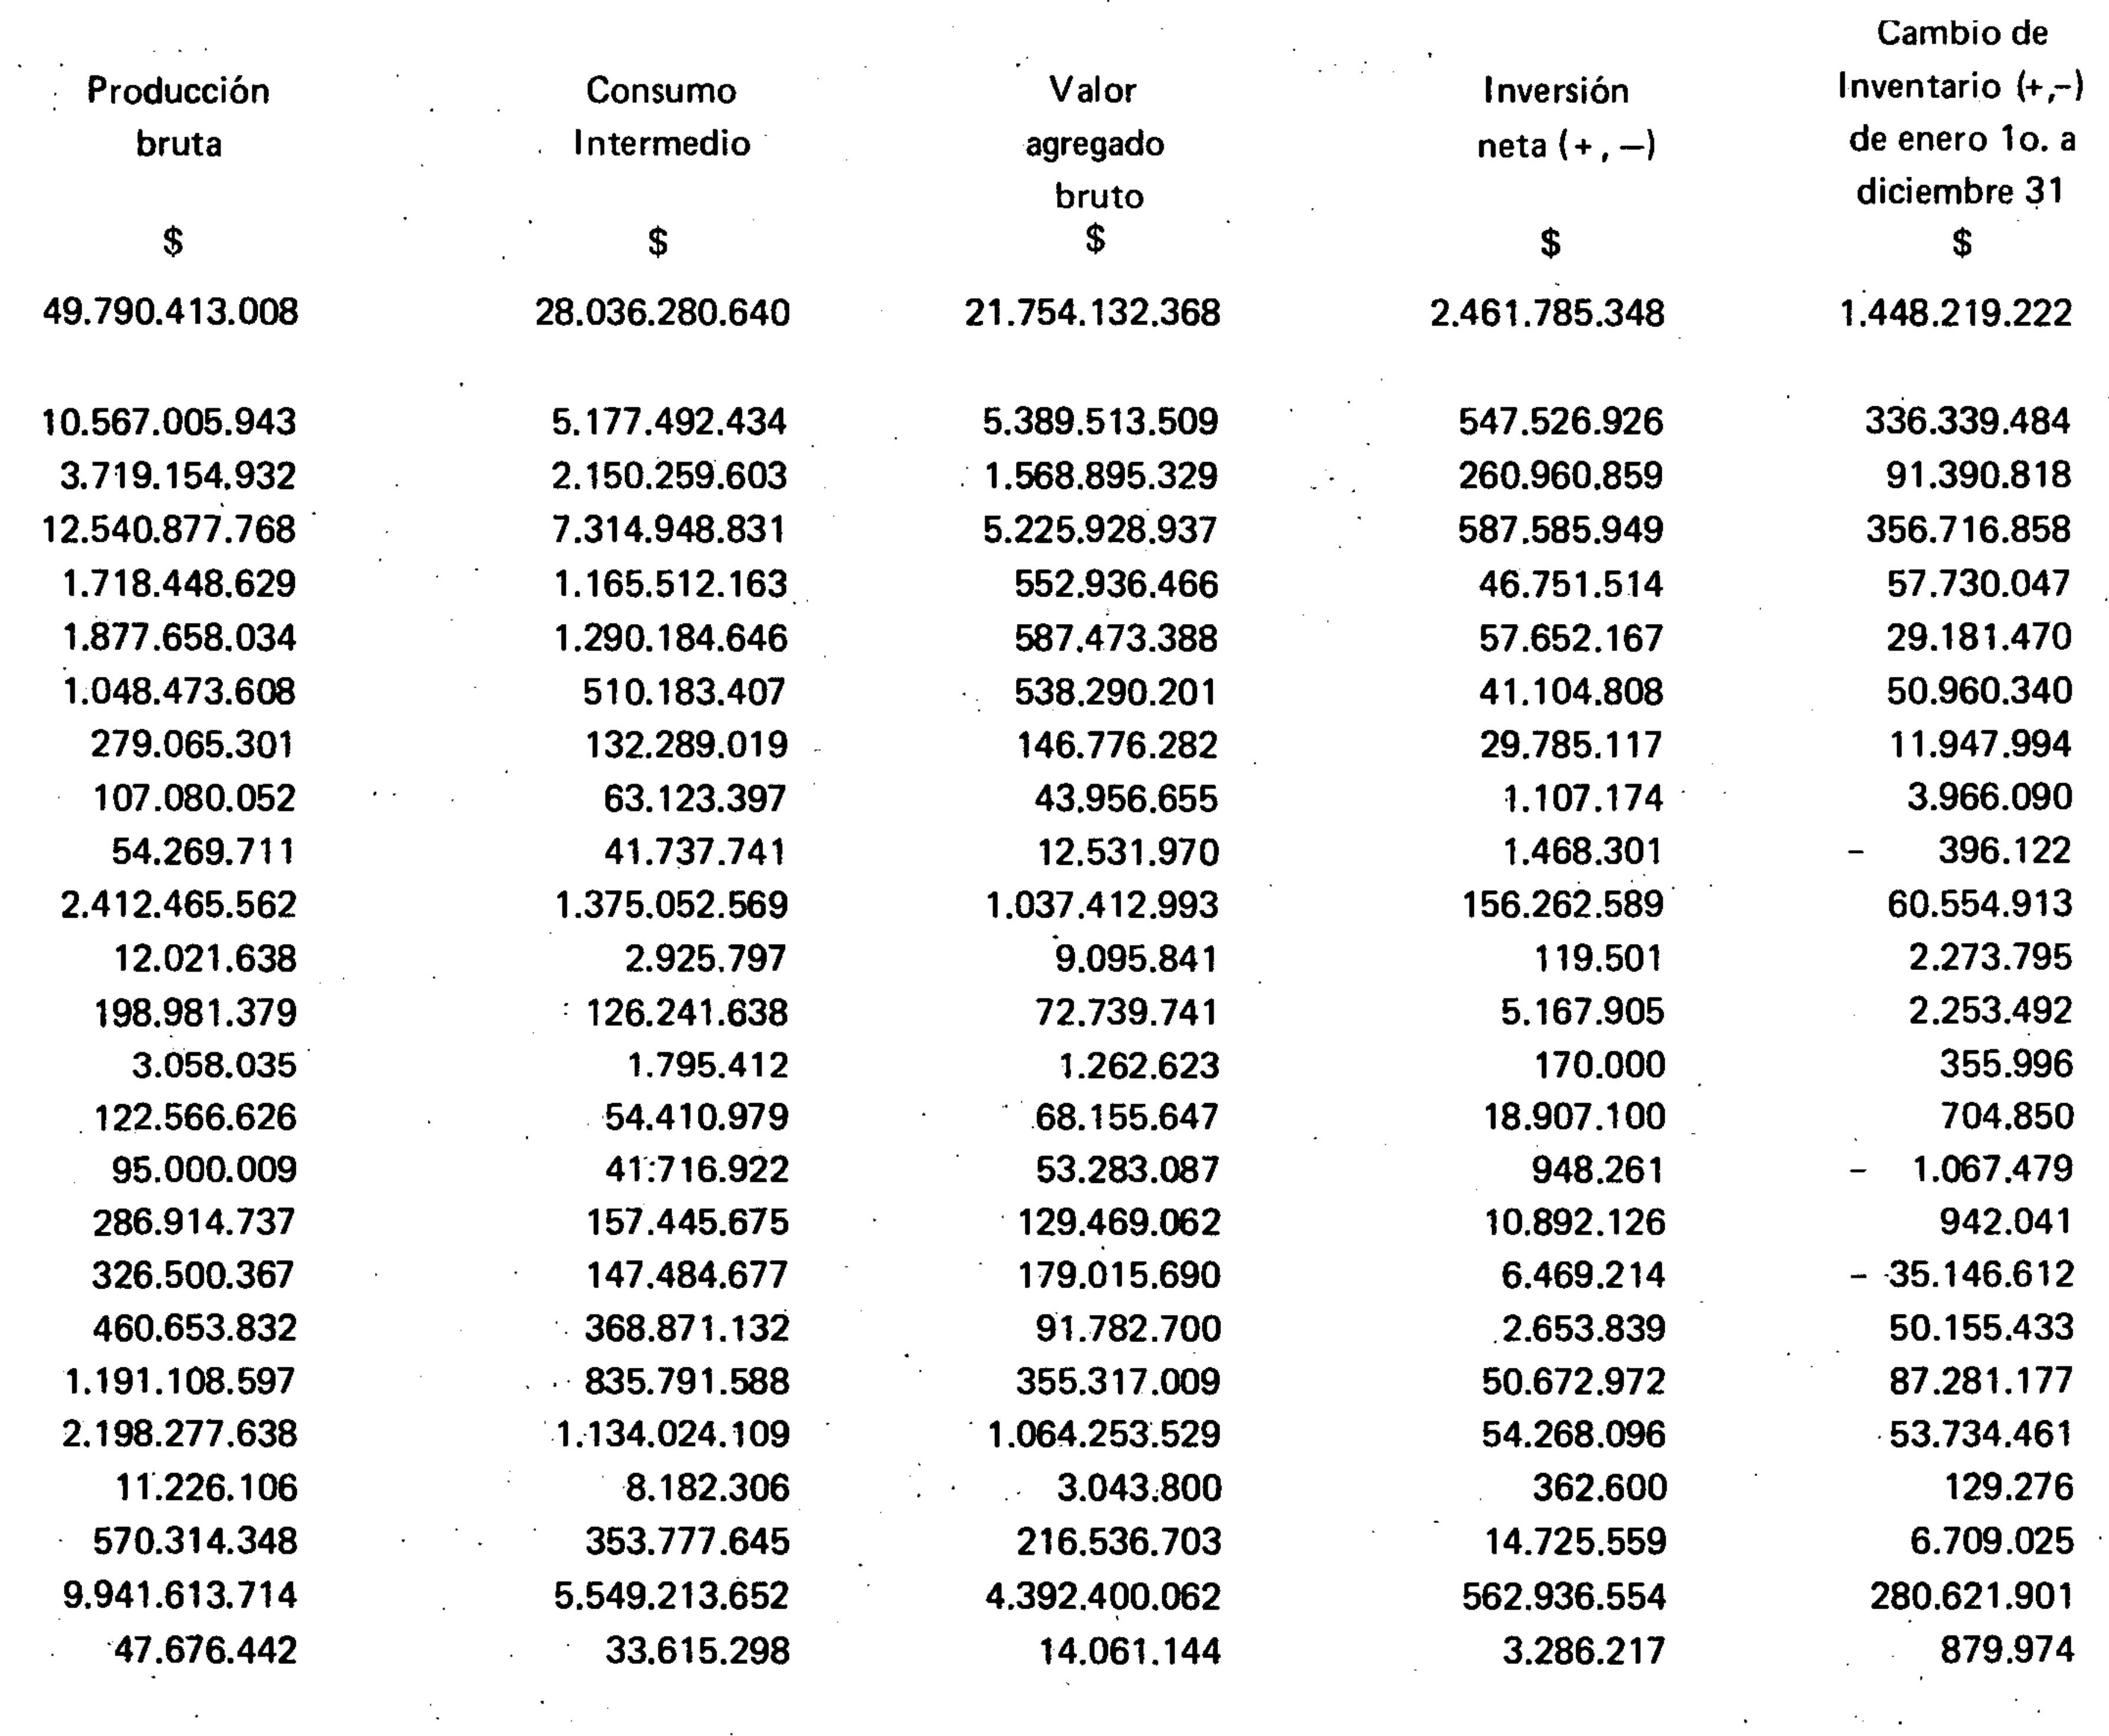 Producción Consumo Valor Inversión Cambio de Inventario (+,–)
bruta Intermedio agregado bruto neta (+, —) de enero 1o. a diciembre 31
$ $ $ $ $
49.790.413.008 28.036.280.640 21.754.132.368 2.461.785.348 1.448.219.222
10.567.005.943 5.177.492.434 5.389.513.509 547.526.926 336.339.484
3.719.154.932 2.150.259.603 1.568.895.329 260.960.859 91.390.818
12.540.877.768 7.314.948.831 5.225.928.937 587.585.949 356.716.858
1.718.448.629 1.165.512.163 552.936.466 46.751.514 57.730.047
1.877.658.034 1.290.184.646 587.473.388 57.652.167 29.181.470
1.048.473.608 510.183.407 538.290.201 41.104.808 50.960.340
279.065.301 132.289.019 146.776.282 29.785.117 11.947.994
107.080.052 63.123.397 43.956.655 1.107.174 3.966.090
54.269.711 41.737.741 12.531.970 1.468.301 – 396.122
2.412.465.562 1.375.052.569 1.037.412.993 156.262.589 60.554.913
12.021.638 2.925.797 9.095.841 119.501 2.273.795
198.981.379 126.241.638 72.739.741 5.167.905 2.253.492
3.058.035 1.795.412 1.262.623 170.000 355.996
122.566.626 54.410.979 68.155.647 18.907.100 704.850
95.000.009 41.716.922 53.283.087 948.261 – 1.067.479
286.914.737 157.445.675 129.469.062 10.892.126 942.041
326.500.367 147.484.677 179.015.690 6.469.214 – 35.146.612
460.653.832 368.871.132 91.782.700 2.653.839 50.155.433
1.191.108.597 835.791.588 355.317.009 50.672.972 87.281.177
2.198.277.638 1.134.024.109 1.064.253.529 54.268.096 53.734.461
11.226.106 8.182.306 3.043.800 362.600 129.276
570.314.348 353.777.645 216.536.703 14.725.559 6.709.025
9.941.613.714 5.549.213.652 4.392.400.062 562.936.554 280.621.901
47.676.442 33.615.298 14.061.144 3.286.217 879.974